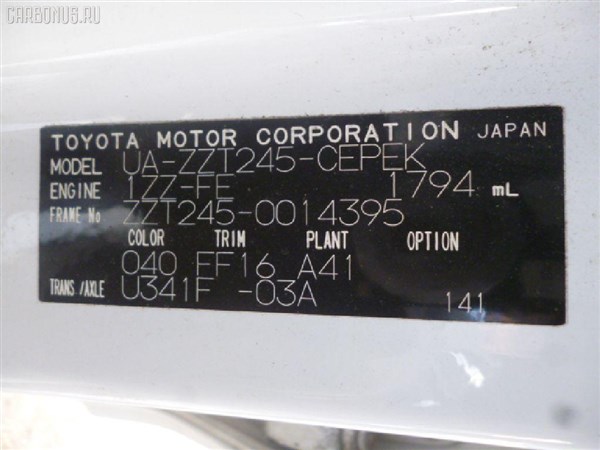 CARBONUS.RU
TOYOTA MOTOR CORPORATION JAPAN
MODEL UA-ZZT245-CEPEK
ENGINE 1ZZ-FE 1794 mL
FRAME No ZZT245-0014395
COLOR TRIM PLANT OPTION
040 FF16 A41
TRANS./AXLE U341F -03A 141